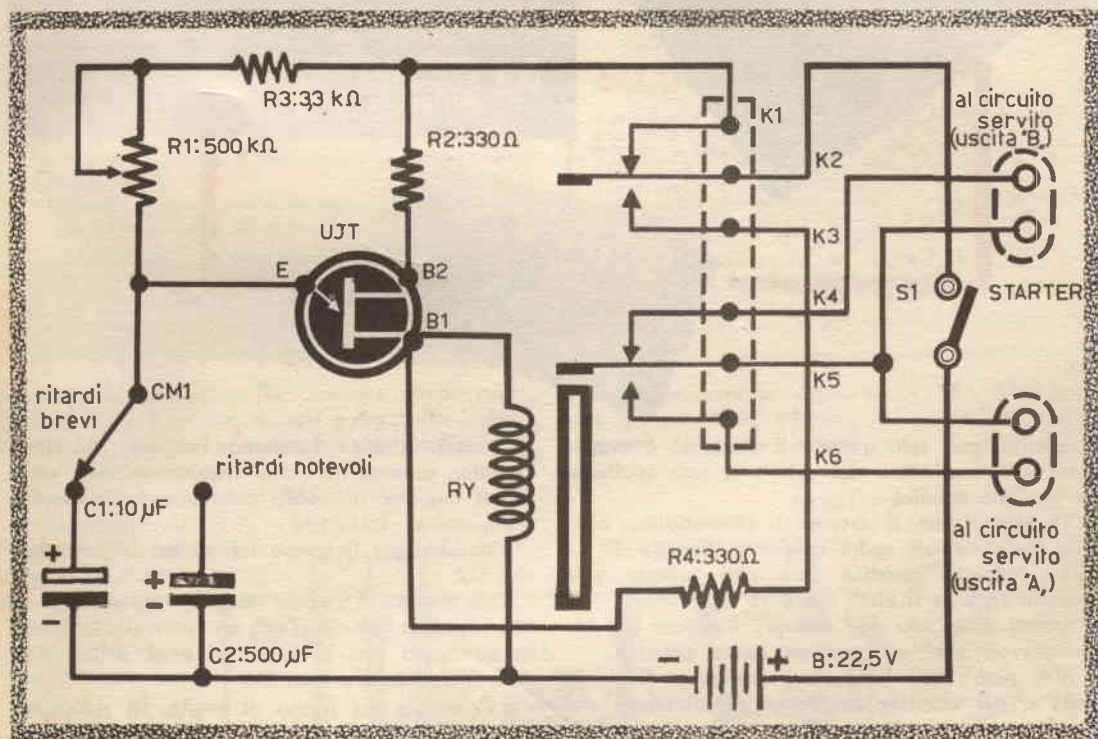 R3:3,3 kΩ
R1:500 kΩ
R2:330Ω
UJT
E
B2
B1
CM1
ritardi
brevi
ritardi notevoli
C1:10 µF
+
-
+
-
C2:500 µF
RY
K1
K2
K3
K4
K5
K6
R4:330Ω
- +
B:22,5 V
S1
STARTER
al circuito
servito
(uscita "B„)
al circuito
servito
(uscita "A„)